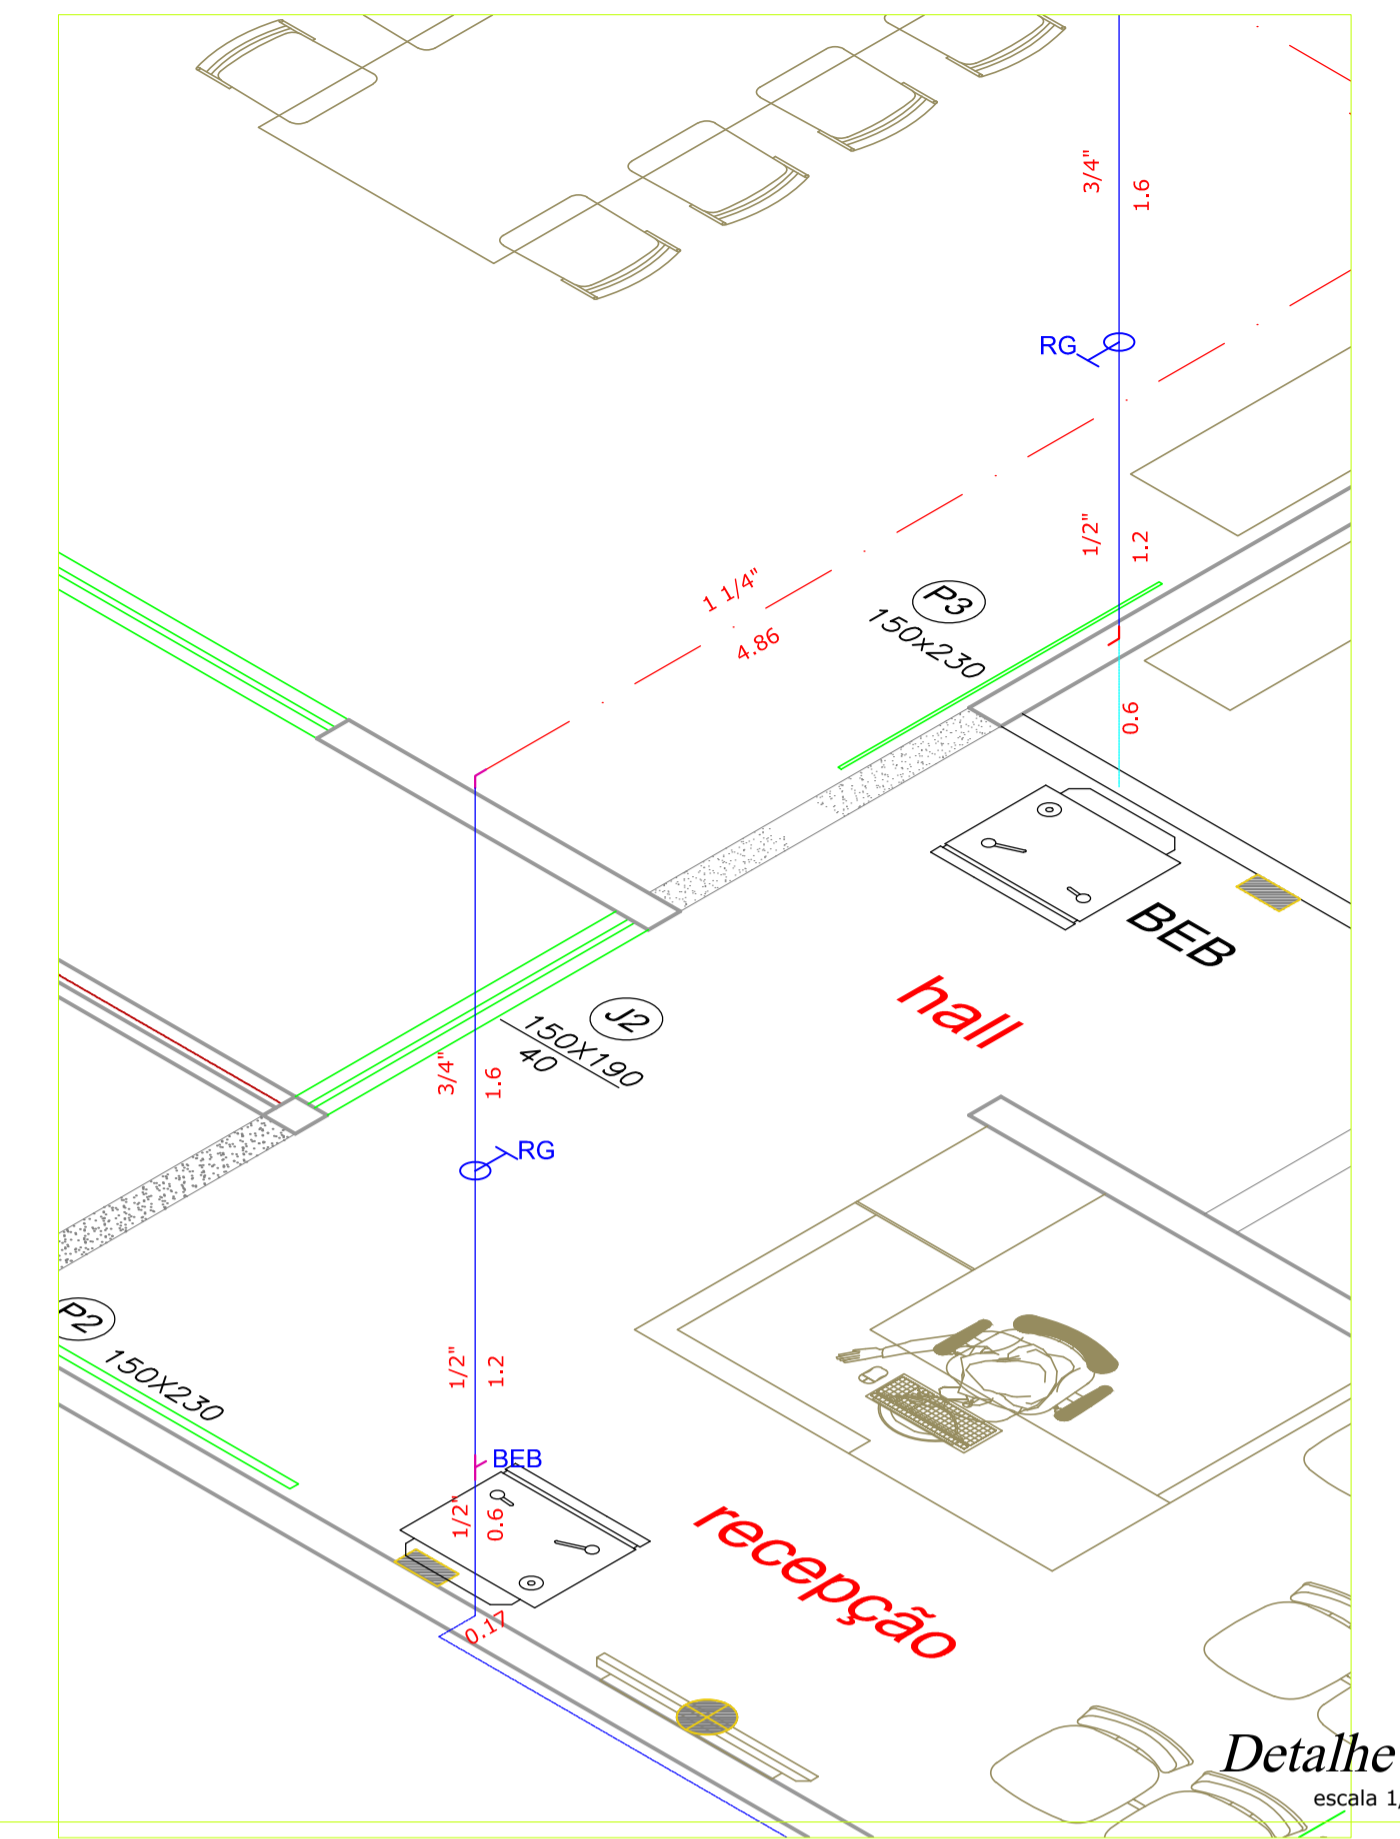 3/4"
1.6
RG
1/2"
1.2
1 1/4"
4.86
P3
150x230
0.6
BEB
hall
J2
150X190
40
3/4"
1.6
RG
P2
150X230
1/2"
1.2
BEB
1/2"
0.6
0.17
recepção
Detalhe
escala 1/